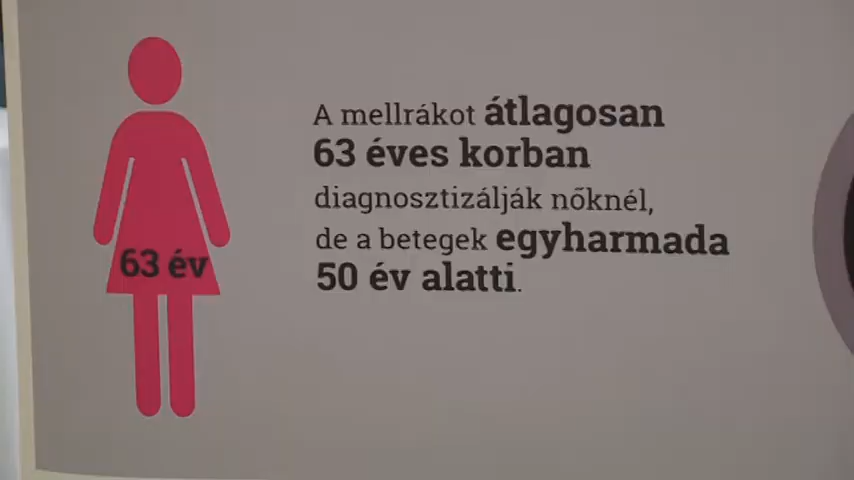 A mellrákot átlagosan
63 éves korban
diagnosztizálják nőknél,
de a betegek egyharmada
50 év alatti.
63 év